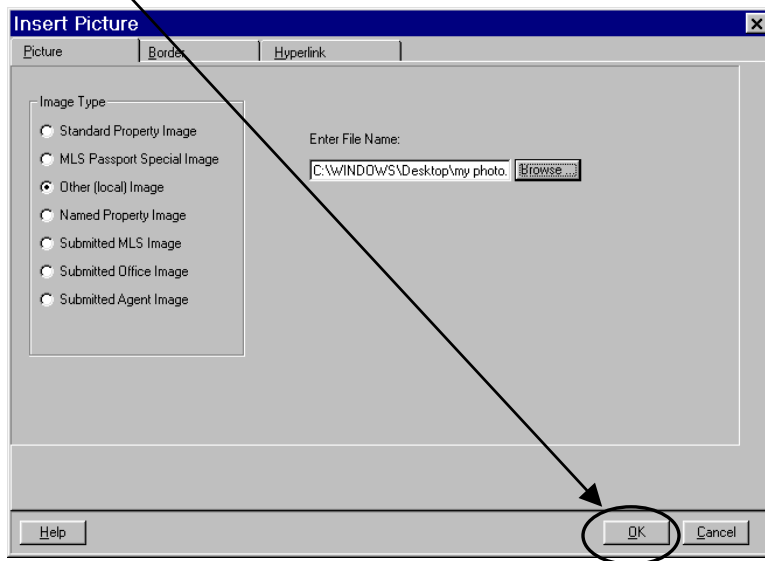 Insert Picture
Picture Border Hyperlink
Image Type
Standard Property Image
MLS Passport Special Image
Other (local) Image
Named Property Image
Submitted MLS Image
Submitted Office Image
Submitted Agent Image
Enter File Name:
C:\WINDOWS\Desktop\my photo. Browse ...
Help OK Cancel